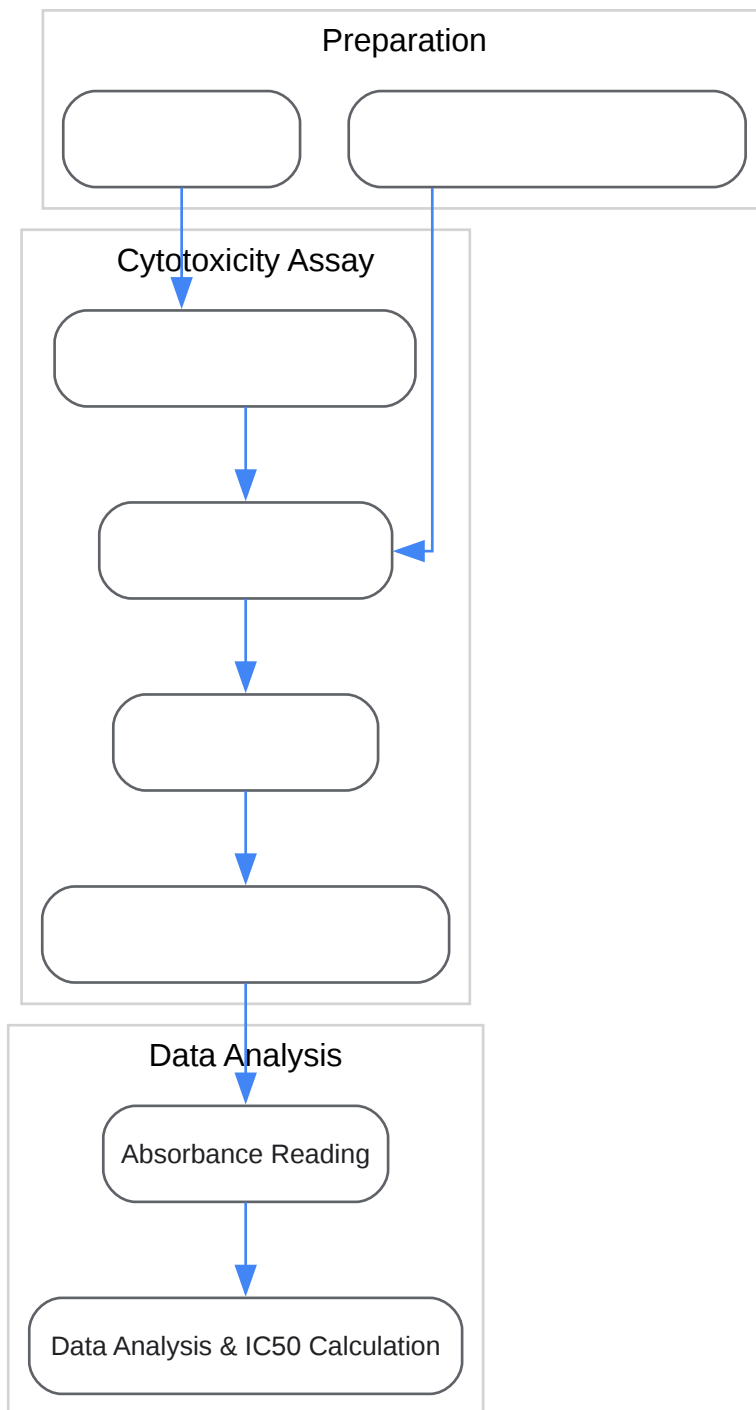 Preparation
Cytotoxicity Assay
Data Analysis
Absorbance Reading
Data Analysis & IC50 Calculation